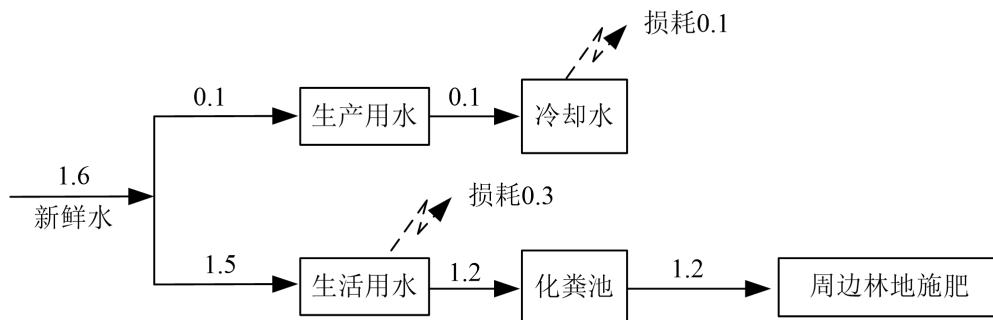 损耗0.1
0.1
生产用水
0.1
冷却水
1.6
新鲜水
损耗0.3
1.5
生活用水
1.2
化粪池
1.2
周边林地施肥